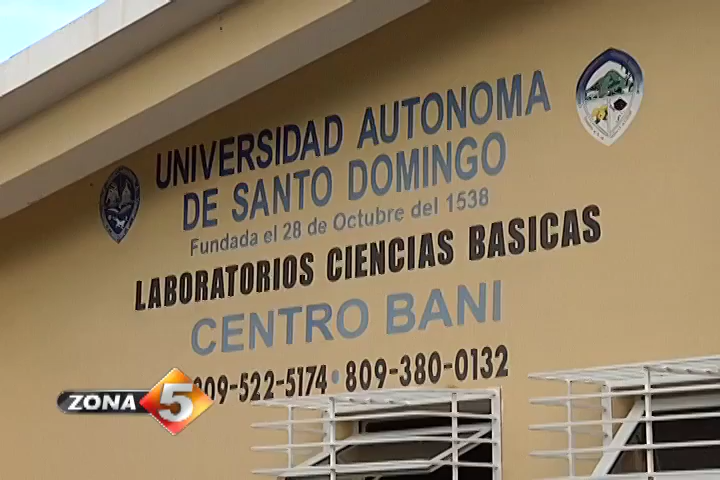 UNIVERSIDAD AUTONOMA
DE SANTO DOMINGO
Fundada el 28 de Octubre del 1538
LABORATORIOS CIENCIAS BASICAS
CENTRO BANI
809-522-5174 • 809-380-0132
ZONA 5